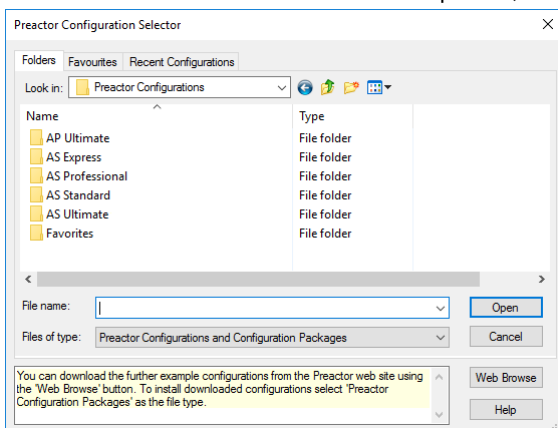 Preactor Configuration Selector
Folders Favourites Recent Configurations
Look in: Preactor Configurations
Name Type
AP Ultimate File folder
AS Express File folder
AS Professional File folder
AS Standard File folder
AS Ultimate File folder
Favorites File folder
File name: Open
Files of type: Preactor Configurations and Configuration Packages Cancel
You can download the further example configurations from the Preactor web site using
the 'Web Browse' button. To install downloaded configurations select 'Preactor
Configuration Packages' as the file type.
Web Browse
Help